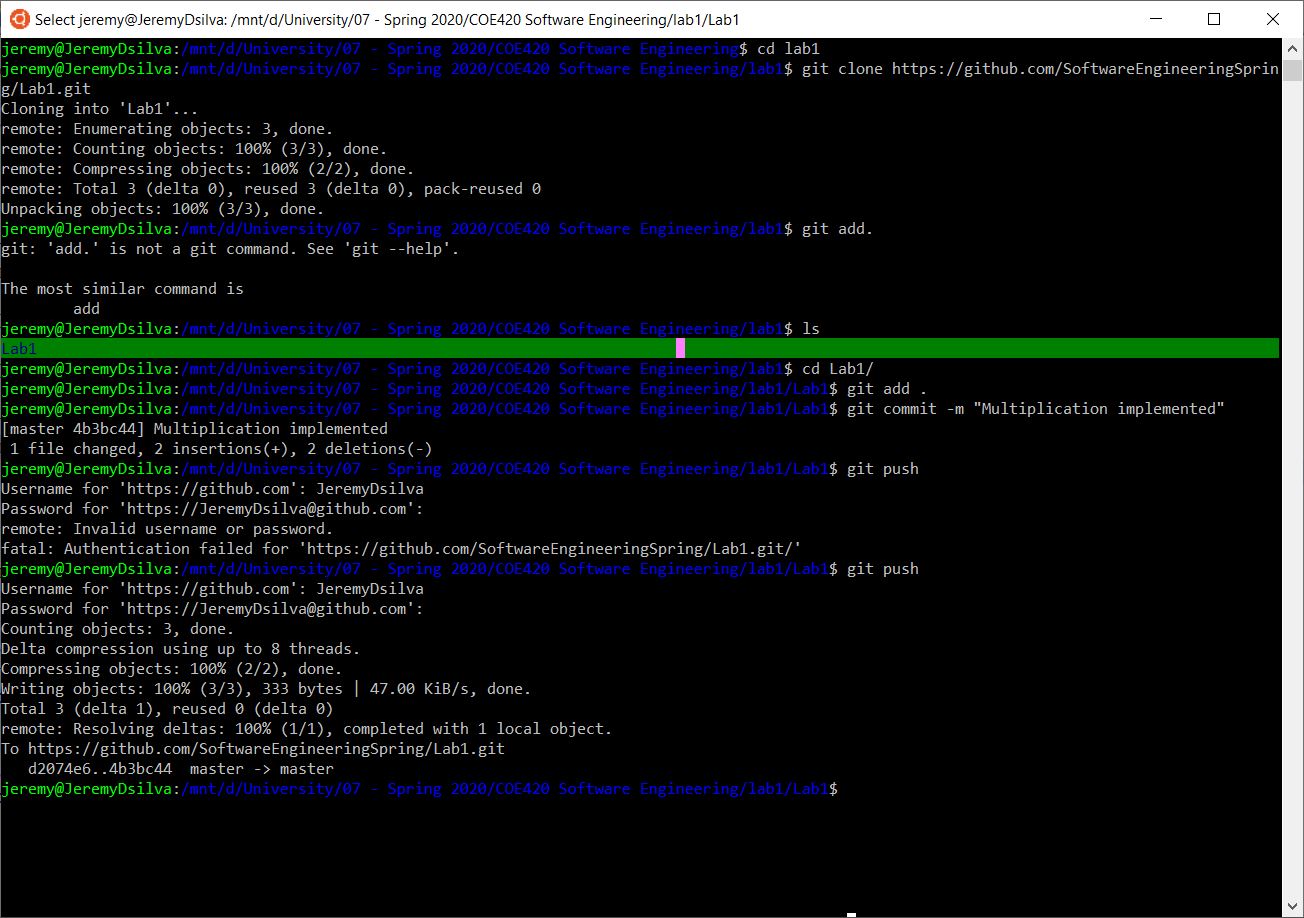 Select jeremy@JeremyDsilva: /mnt/d/University/07 - Spring 2020/COE420 Software Engineering/lab1/Lab1
jeremy@JeremyDsilva:/mnt/d/University/07 - Spring 2020/COE420 Software Engineering$ cd lab1
jeremy@JeremyDsilva:/mnt/d/University/07 - Spring 2020/COE420 Software Engineering/lab1$ git clone https://github.com/SoftwareEngineeringSprin
g/Lab1.git
Cloning into 'Lab1'...
remote: Enumerating objects: 3, done.
remote: Counting objects: 100% (3/3), done.
remote: Compressing objects: 100% (2/2), done.
remote: Total 3 (delta 0), reused 3 (delta 0), pack-reused 0
Unpacking objects: 100% (3/3), done.
jeremy@JeremyDsilva:/mnt/d/University/07 - Spring 2020/COE420 Software Engineering/lab1$ git add.
git: 'add.' is not a git command. See 'git --help'.

The most similar command is
        add
jeremy@JeremyDsilva:/mnt/d/University/07 - Spring 2020/COE420 Software Engineering/lab1$ ls
Lab1
jeremy@JeremyDsilva:/mnt/d/University/07 - Spring 2020/COE420 Software Engineering/lab1$ cd Lab1/
jeremy@JeremyDsilva:/mnt/d/University/07 - Spring 2020/COE420 Software Engineering/lab1/Lab1$ git add .
jeremy@JeremyDsilva:/mnt/d/University/07 - Spring 2020/COE420 Software Engineering/lab1/Lab1$ git commit -m "Multiplication implemented"
[master 4b3bc44] Multiplication implemented
 1 file changed, 2 insertions(+), 2 deletions(-)
jeremy@JeremyDsilva:/mnt/d/University/07 - Spring 2020/COE420 Software Engineering/lab1/Lab1$ git push
Username for 'https://github.com': JeremyDsilva
Password for 'https://JeremyDsilva@github.com':
remote: Invalid username or password.
fatal: Authentication failed for 'https://github.com/SoftwareEngineeringSpring/Lab1.git/'
jeremy@JeremyDsilva:/mnt/d/University/07 - Spring 2020/COE420 Software Engineering/lab1/Lab1$ git push
Username for 'https://github.com': JeremyDsilva
Password for 'https://JeremyDsilva@github.com':
Counting objects: 3, done.
Delta compression using up to 8 threads.
Compressing objects: 100% (2/2), done.
Writing objects: 100% (3/3), 333 bytes | 47.00 KiB/s, done.
Total 3 (delta 1), reused 0 (delta 0)
remote: Resolving deltas: 100% (1/1), completed with 1 local object.
To https://github.com/SoftwareEngineeringSpring/Lab1.git
   d2074e6..4b3bc44  master -> master
jeremy@JeremyDsilva:/mnt/d/University/07 - Spring 2020/COE420 Software Engineering/lab1/Lab1$